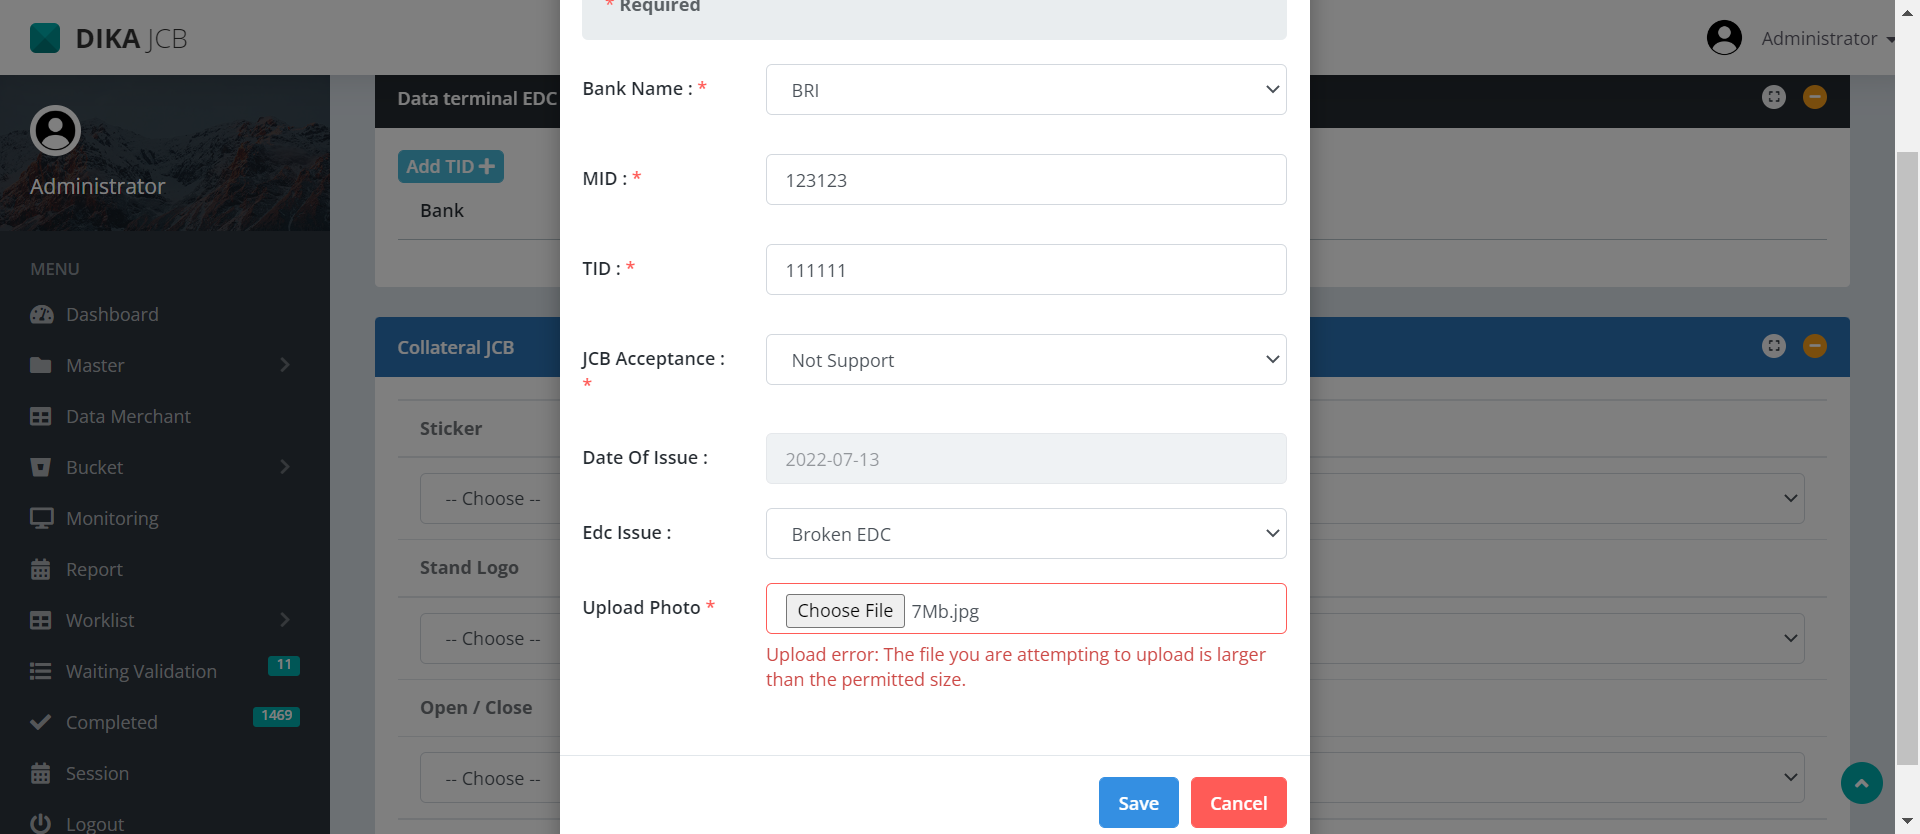 * Required
DIKA JCB
Administrator
Administrator
MENU
Dashboard
Master
Data Merchant
Bucket
Monitoring
Report
Worklist
Waiting Validation 11
Completed 1469
Session
Logout
Data terminal EDC
Add TID
Bank
Collateral JCB
Sticker
-- Choose --
Stand Logo
-- Choose --
Open / Close
-- Choose --
Bank Name : *
BRI
MID : *
123123
TID : *
111111
JCB Acceptance :
*
Not Support
Date Of Issue :
2022-07-13
Edc Issue :
Broken EDC
Upload Photo *
Choose File 7Mb.jpg
Upload error: The file you are attempting to upload is larger
than the permitted size.
Save
Cancel